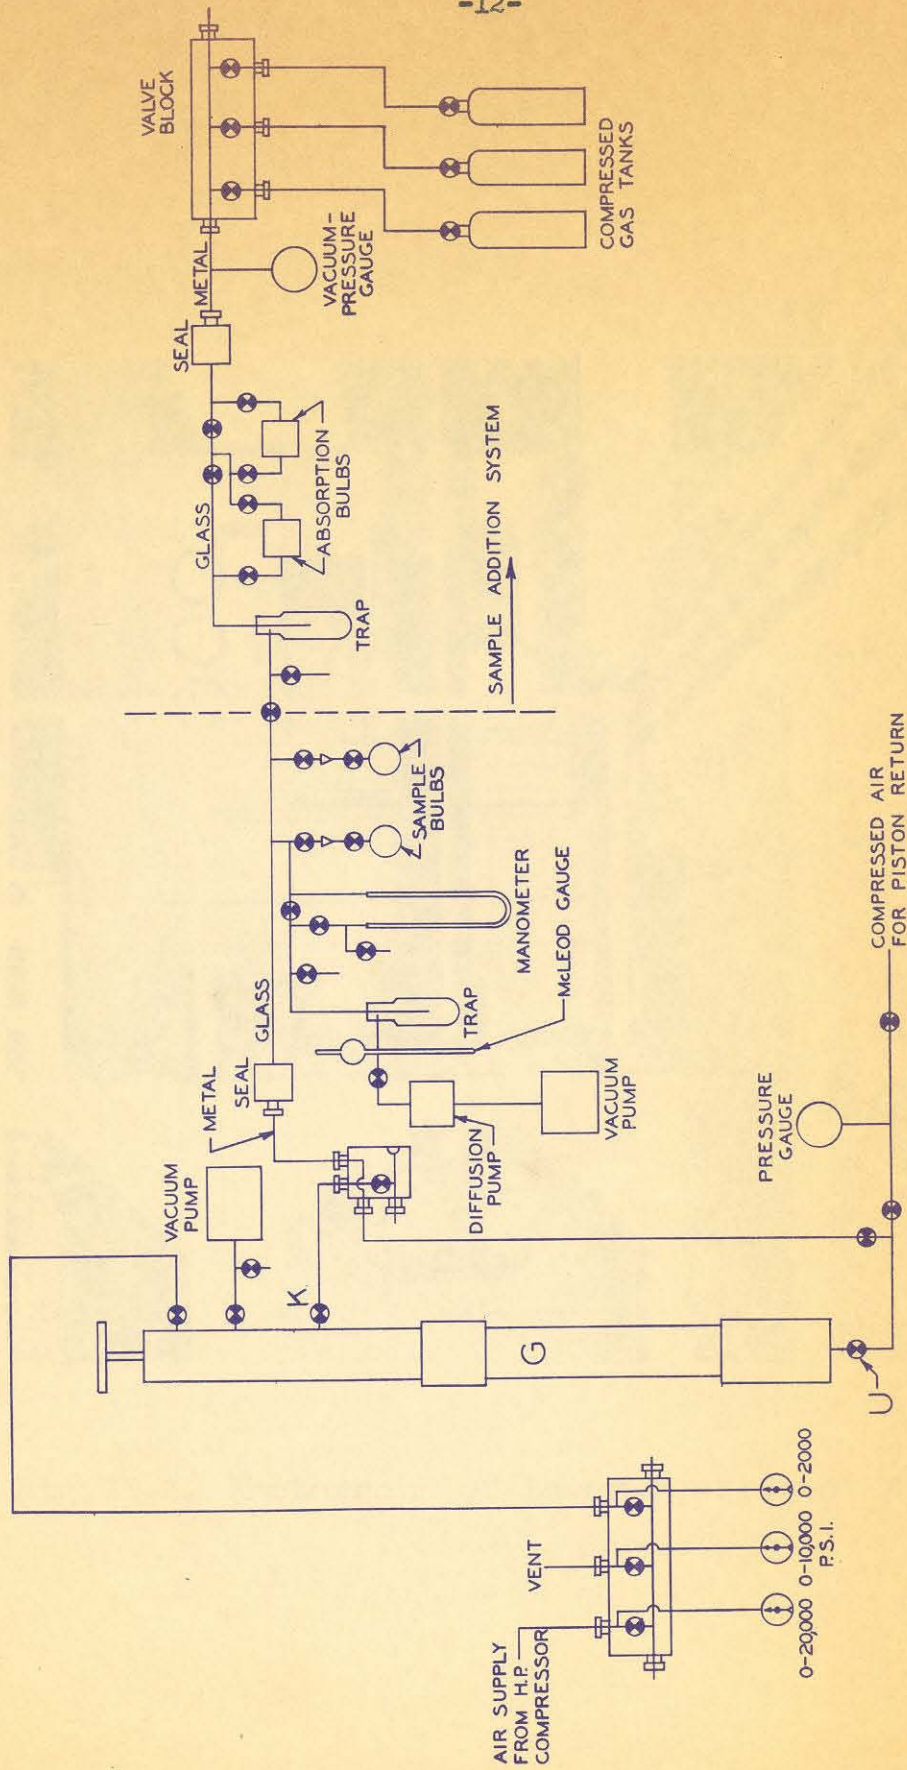 -12-
VALVE
BLOCK
METAL
SEAL
VACUUM-
PRESSURE
GAUGE
COMPRESSED
GAS TANKS
GLASS
ABSORPTION
BULBS
TRAP
SAMPLE ADDITION SYSTEM
SAMPLE
BULBS
MANOMETER
McLEOD GAUGE
GLASS
TRAP
SEAL
METAL
VACUUM
PUMP
DIFFUSION
PUMP
VACUUM
PUMP
K
G
U
PRESSURE
GAUGE
COMPRESSED AIR
FOR PISTON RETURN
VENT
AIR SUPPLY
FROM H.P.
COMPRESSOR
0-20,000 0-10,000 0-2000
P.S.I.